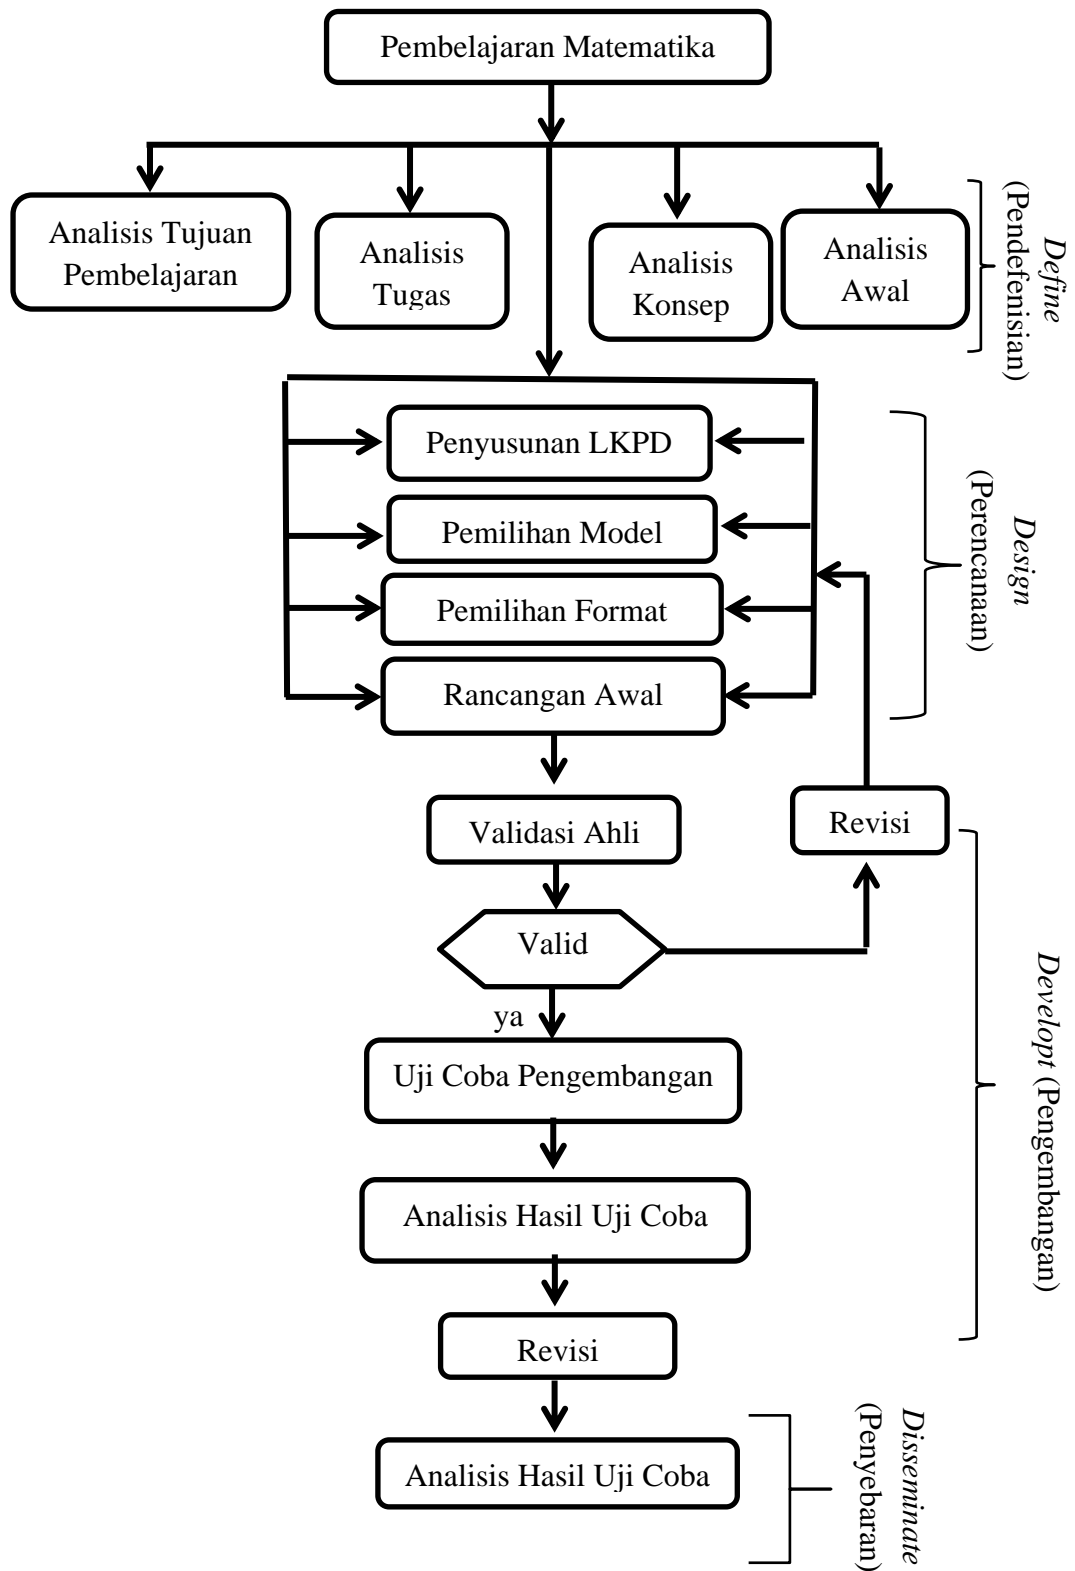 Pembelajaran Matematika
Analisis Tujuan
Pembelajaran
Analisis
Tugas
Analisis
Konsep
Analisis
Awal
Define
(Pendefenisian)
Penyusunan LKPD
Pemilihan Model
Pemilihan Format
Rancangan Awal
Design
(Perencanaan)
Validasi Ahli
Revisi
Valid
ya
Uji Coba Pengembangan
Analisis Hasil Uji Coba
Revisi
Developt (Pengembangan)
Analisis Hasil Uji Coba
Disseminate
(Penyebaran)